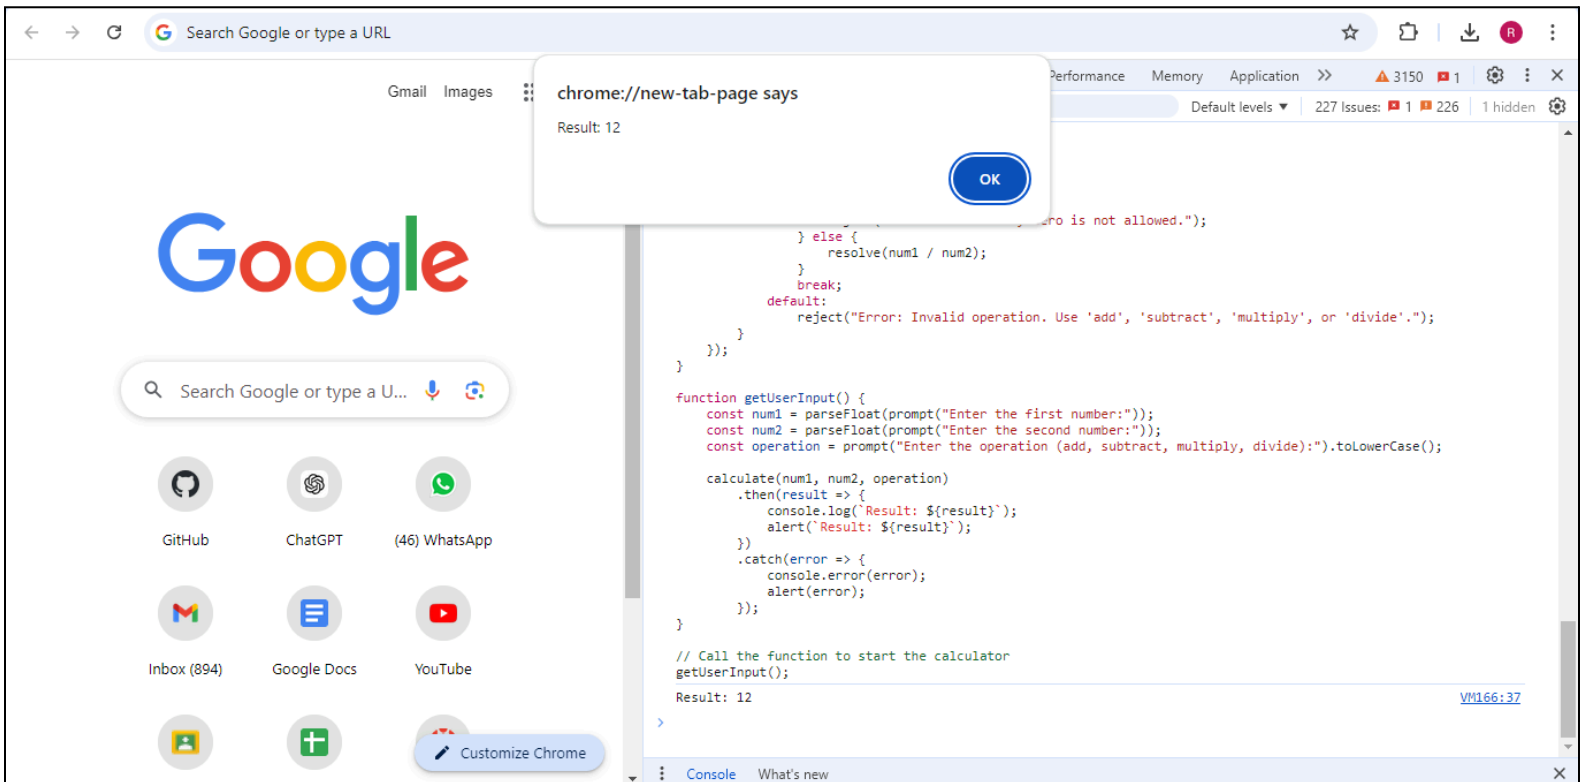 Search Google or type a URL
R
Gmail Images
chrome://new-tab-page says
Result: 12
OK
Performance Memory Application 3150 1
Default levels ▼ 227 Issues: 1 226 1 hidden
Google
Search Google or type a U...
GitHub ChatGPT (46) WhatsApp
Inbox (894) Google Docs YouTube
Customize Chrome
ero is not allowed.");
} else {
resolve(num1 / num2);
}
break;
default:
reject("Error: Invalid operation. Use 'add', 'subtract', 'multiply', or 'divide'.");
}
});
}
function getUserInput() {
const num1 = parseFloat(prompt("Enter the first number:"));
const num2 = parseFloat(prompt("Enter the second number:"));
const operation = prompt("Enter the operation (add, subtract, multiply, divide):").toLowerCase();
calculate(num1, num2, operation)
.then(result => {
console.log(`Result: ${result}`);
alert(`Result: ${result}`);
})
.catch(error => {
console.error(error);
alert(error);
});
}
// Call the function to start the calculator
getUserInput();
Result: 12 VM166:37
>
Console What's new